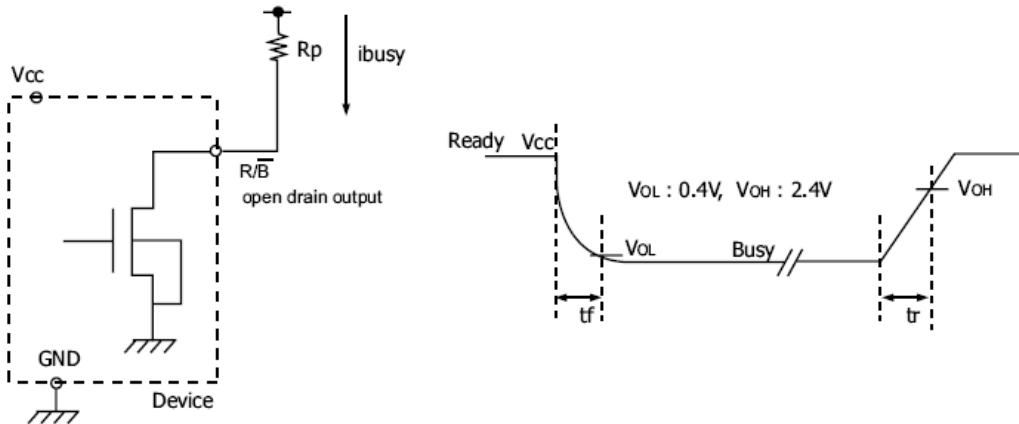 Rp
ibusy
Vcc
R/B̅
open drain output
GND
Device
Ready Vcc
VOL : 0.4V, VOH : 2.4V
VOH
VOL
Busy
tf
tr